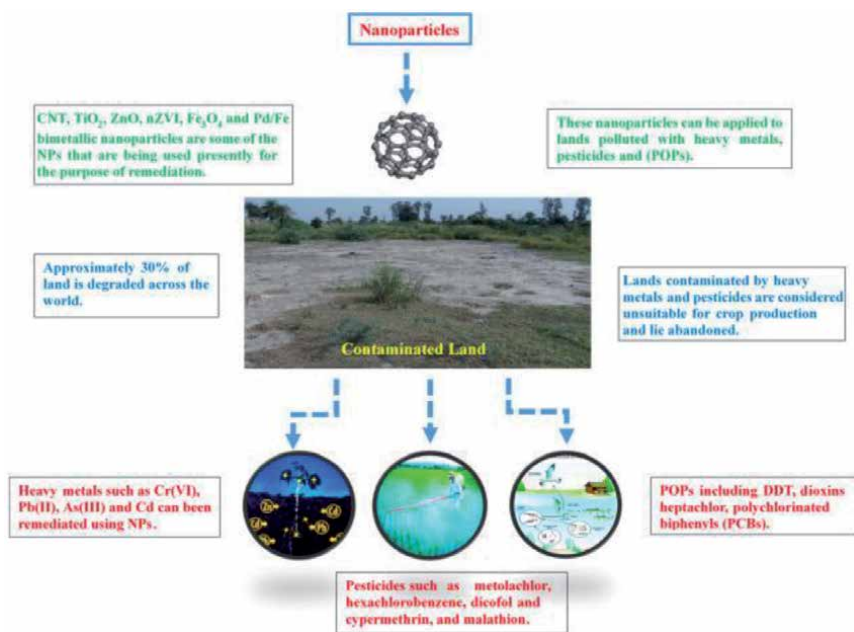 Nanoparticles
CNT, TiO₂, ZnO, nZVI, Fe₃O₄ and Pd/Fe
bimetallic nanoparticles are some of the
NPs that are being used presently for
the purpose of remediation.
These nanoparticles can be applied to
lands polluted with heavy metals,
pesticides and (POPs).
Approximately 30% of
land is degraded across the
world.
Lands contaminated by heavy
metals and pesticides are considered
unsuitable for crop production
and lie abandoned.
Contaminated Land
Heavy metals such as Cr(VI),
Pb(II), As(III) and Cd can be
remediated using NPs.
Zn
Cd
Cd
Pb
POPs including DDT, dioxins
heptachlor, polychlorinated
biphenyls (PCBs).
Pesticides such as metolachlor,
hexachlorobenzene, dicofol and
cypermethrin, and malathion.